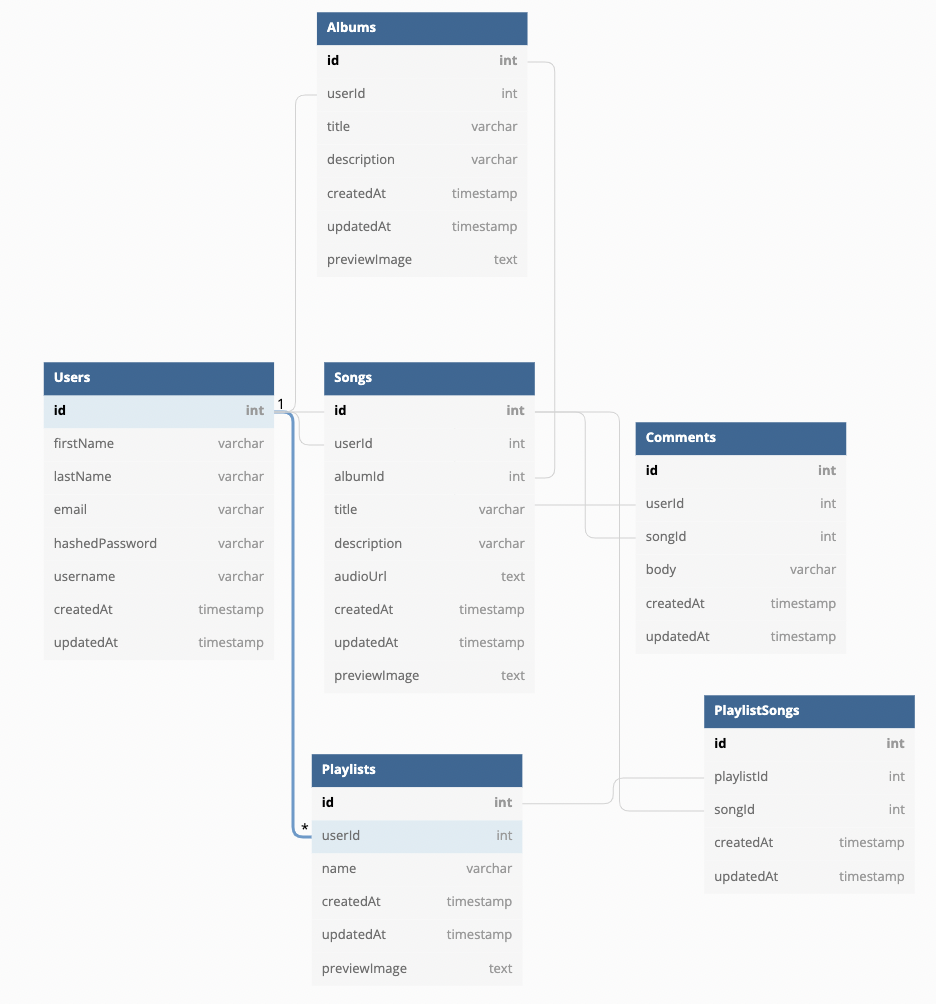 Albums
id int
userId int
title varchar
description varchar
createdAt timestamp
updatedAt timestamp
previewImage text
Users
id int
firstName varchar
lastName varchar
email varchar
hashedPassword varchar
username varchar
createdAt timestamp
updatedAt timestamp
1
Songs
id int
userId int
albumId int
title varchar
description varchar
audioUrl text
createdAt timestamp
updatedAt timestamp
previewImage text
Comments
id int
userId int
songId int
body varchar
createdAt timestamp
updatedAt timestamp
PlaylistSongs
id int
playlistId int
songId int
createdAt timestamp
updatedAt timestamp
Playlists
id int
*
userId int
name varchar
createdAt timestamp
updatedAt timestamp
previewImage text